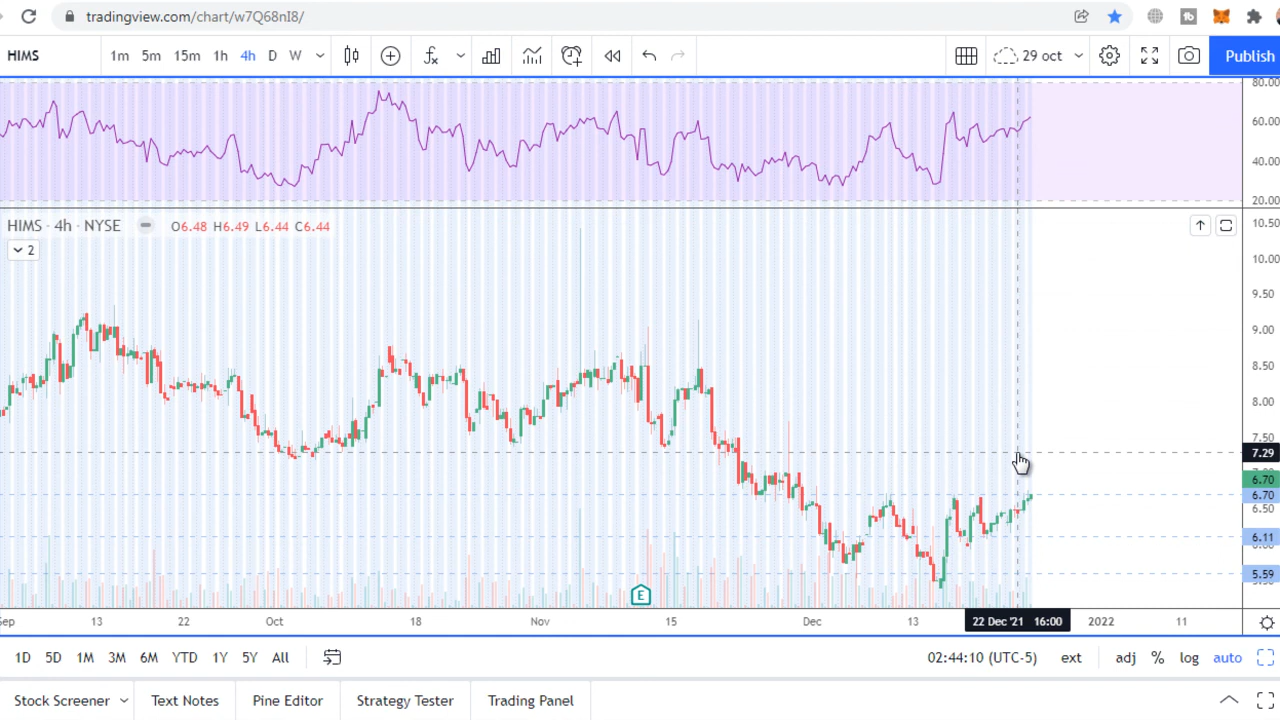 tradingview.com/chart/w7Q68nI8/
HIMS 1m 5m 15m 1h 4h D W 29 oct Publish
80.00
60.00
40.00
20.00
HIMS · 4h · NYSE O6.48 H6.49 L6.44 C6.44
2
10.50
10.00
9.50
9.00
8.50
8.00
7.50
7.29
6.70
6.70
6.50
6.11
5.59
E
Sep 13 22 Oct 18 Nov 15 Dec 13 22 Dec '21 16:00 2022 11
1D 5D 1M 3M 6M YTD 1Y 5Y All 02:44:10 (UTC-5) ext adj % log auto
Stock Screener Text Notes Pine Editor Strategy Tester Trading Panel